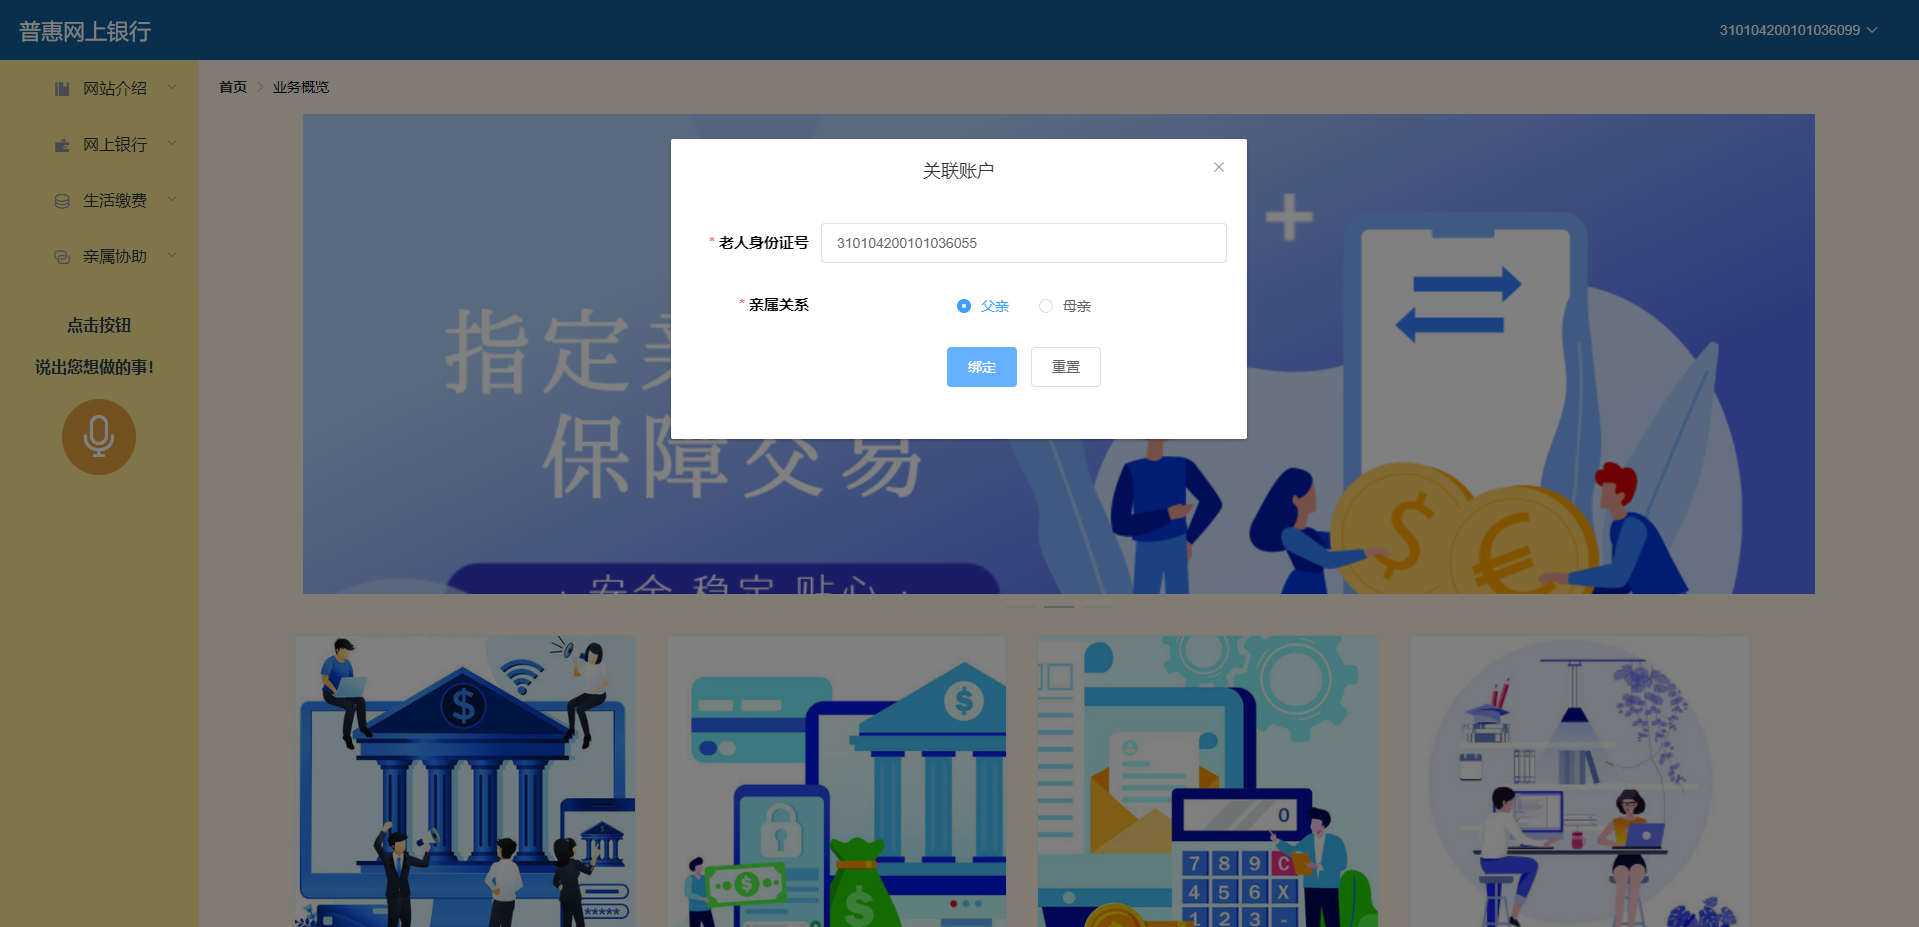 普惠网上银行
310104200101036099
网站介绍
网上银行
生活缴费
亲属协助
点击按钮
说出您想做的事!
首页 业务概览
关联账户
* 老人身份证号 310104200101036055
* 亲属关系 父亲 母亲
绑定 重置
指定亲
保障交易
· 安全 稳定 贴心 ·
$
€
$
*****
$
$
$
0
7 8 9 C
4 5 6 X
1 2 3 -